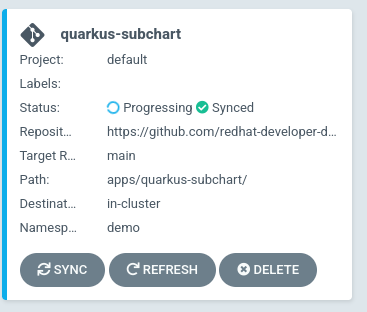 quarkus-subchart
Project: default
Labels:
Status: Progressing Synced
Reposit... https://github.com/redhat-developer-d...
Target R... main
Path: apps/quarkus-subchart/
Destinat... in-cluster
Namesp... demo
SYNC REFRESH DELETE